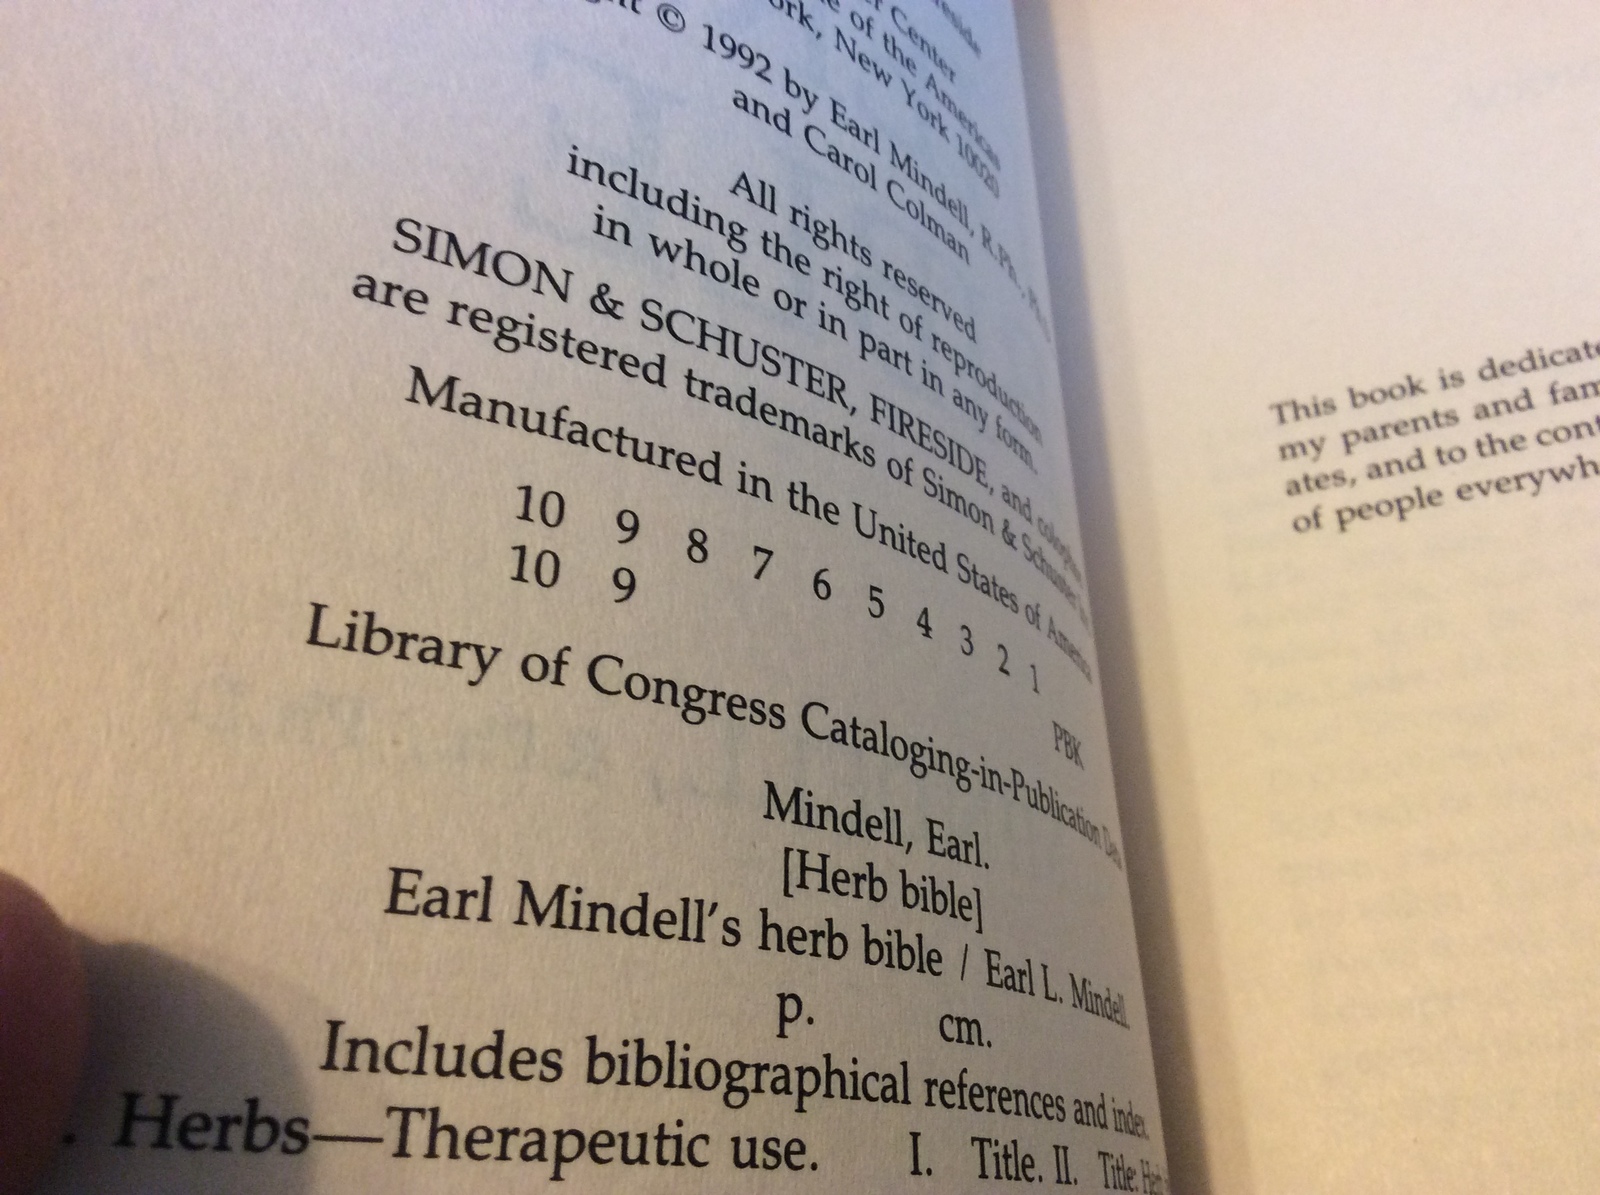 Center
of the Americas
New York 10020
© 1992 by Earl Mindell, R.Ph.,
and Carol Colman
All rights reserved
including the right of reproduction
in whole or in part in any form.
SIMON & SCHUSTER, FIRESIDE, and colophon
are registered trademarks of Simon & Schuster
Manufactured in the United States of America
10 9 8 7 6 5 4 3 2 1
10 9
PBK
Library of Congress Cataloging-in-Publication
Mindell, Earl.
[Herb bible]
Earl Mindell's herb bible / Earl L. Mindell.
p. cm.
Includes bibliographical references and index.
. Herbs—Therapeutic use. I. Title. II. Title:
This book is
my parents and
ates, and to the
of people